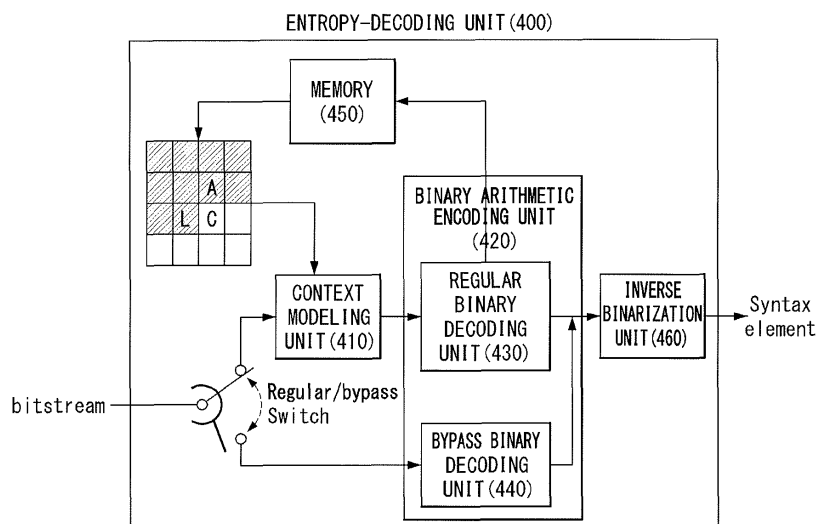 ENTROPY-DECODING UNIT(400)
MEMORY
(450)
A
L C
BINARY ARITHMETIC
ENCODING UNIT
(420)
CONTEXT
MODELING
UNIT(410)
REGULAR
BINARY
DECODING
UNIT(430)
INVERSE
BINARIZATION
UNIT(460)
Syntax
element
bitstream
Regular/bypass
Switch
BYPASS BINARY
DECODING
UNIT(440)